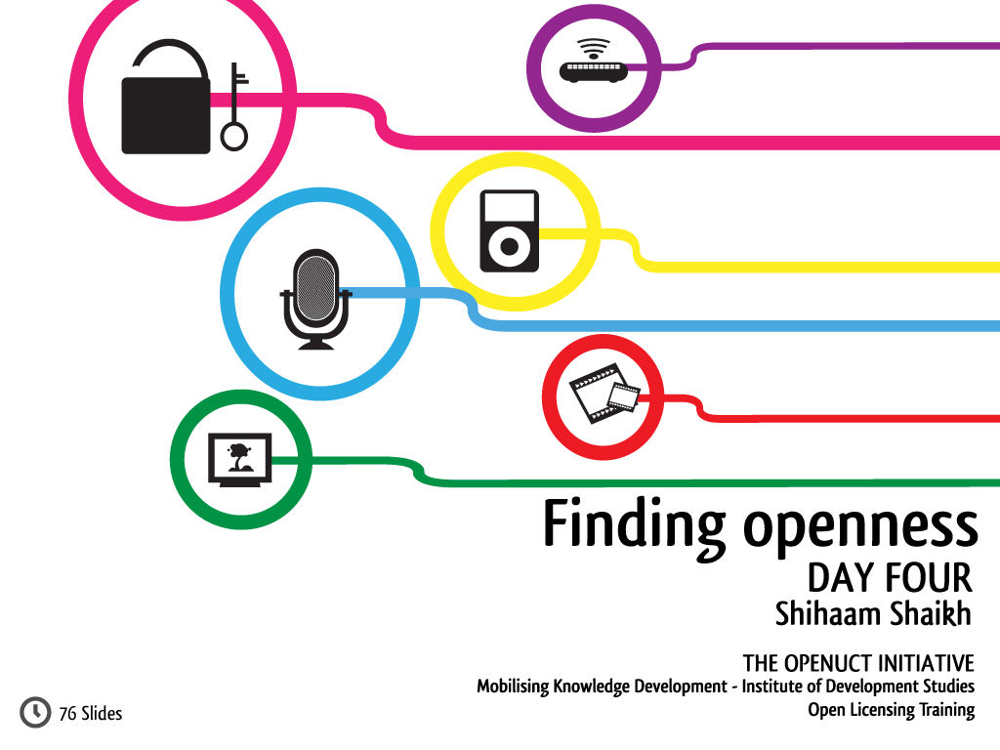 Finding openness
DAY FOUR
Shihaam Shaikh
THE OPENUCT INITIATIVE
Mobilising Knowledge Development - Institute of Development Studies
Open Licensing Training
76 Slides